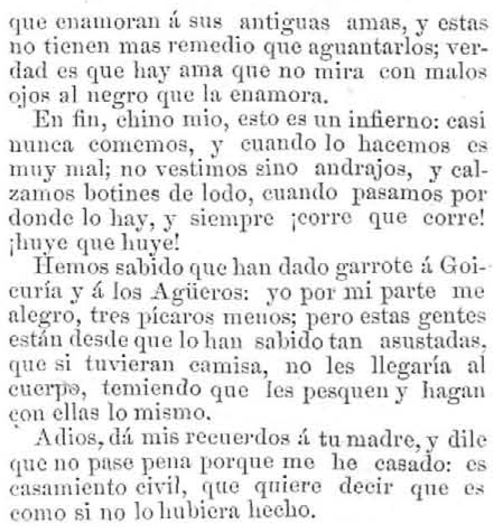 que enamoran á sus antiguas amas, y estas
no tienen mas remedio que aguantarlos; ver-
dad es que hay ama que no mira con malos
ojos al negro que la enamora.
En fin, chino mio, esto es un infierno: casi
nunca comemos, y cuando lo hacemos es
muy mal; no vestimos sino andrajos, y cal-
zamos botines de lodo, cuando pasamos por
donde lo hay, y siempre ¡corre que corre!
¡huye que huye!
Hemos sabido que han dado garrote á Goi-
curía y á los Agüeros: yo por mi parte me
alegro, tres pícaros menos; pero estas gentes
están desde que lo han sabido tan asustadas,
que si tuvieran camisa, no les llegaría al
cuerpo, temiendo que les pesquen y hagan
con ellas lo mismo.
Adios, dá mis recuerdos á tu madre, y dile
que no pase pena porque me he casado: es
casamiento civil, que quiere decir que es
como si no lo hubiera hecho.